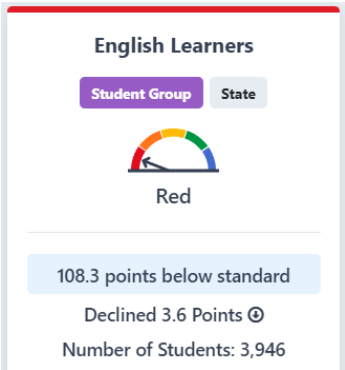 English Learners
Student Group State
Red
108.3 points below standard
Declined 3.6 Points
Number of Students: 3,946